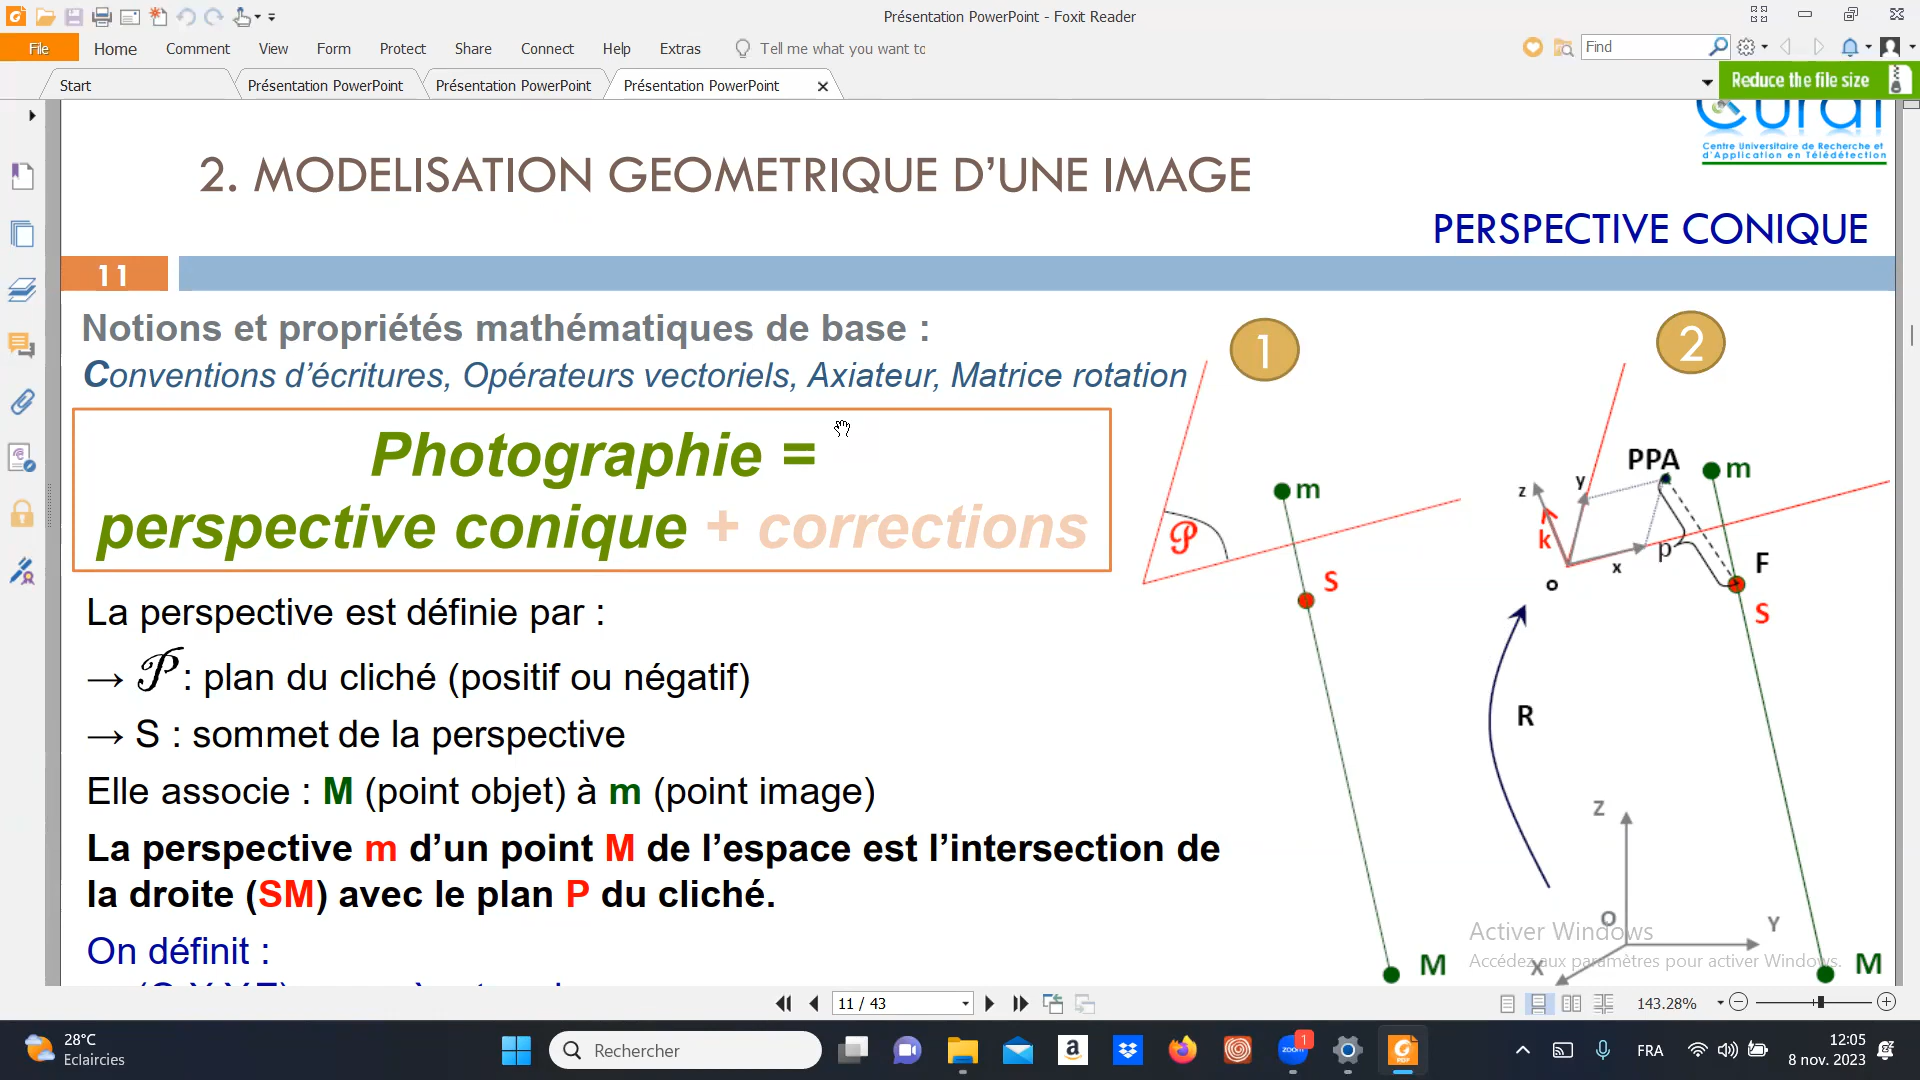 Présentation PowerPoint - Foxit Reader
File Home Comment View Form Protect Share Connect Help Extras Tell me what you want to
Find
Start Présentation PowerPoint Présentation PowerPoint Présentation PowerPoint
Reduce the file size
Centre Universitaire de Recherche et
d'Application en Télédétection
2. MODELISATION GEOMETRIQUE D'UNE IMAGE
PERSPECTIVE CONIQUE
11
Notions et propriétés mathématiques de base :
Conventions d'écritures, Opérateurs vectoriels, Axiateur, Matrice rotation
Photographie =
perspective conique + corrections
La perspective est définie par :
→ 𝒫 : plan du cliché (positif ou négatif)
→ S : sommet de la perspective
Elle associe : M (point objet) à m (point image)
La perspective m d'un point M de l'espace est l'intersection de
la droite (SM) avec le plan P du cliché.
On définit :
1
m
𝒫
S
M
2
PPA
m
z
y
k
p
F
x
o
S
R
Z
O
Y
X
M
Activer Windows
Accédez aux paramètres pour activer Windows.
11 / 43
143.28%
28°C
Eclaircies
Rechercher
a
zoom
1
PDF
FRA
12:05
8 nov. 2023